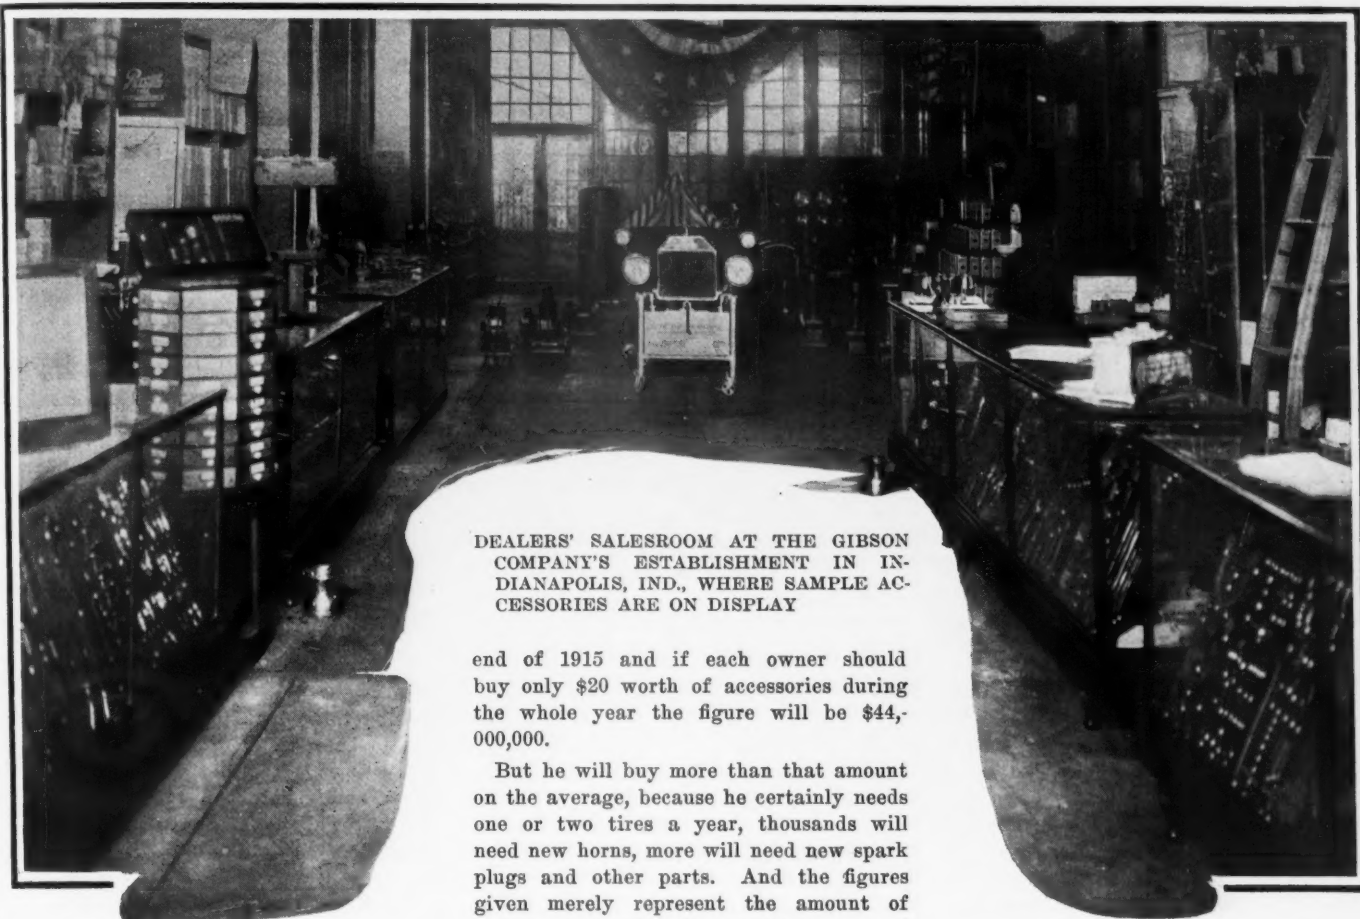 DEALERS' SALESROOM AT THE GIBSON
COMPANY'S ESTABLISHMENT IN IN-
DIANAPOLIS, IND., WHERE SAMPLE AC-
CESSORIES ARE ON DISPLAY
end of 1915 and if each owner should
buy only $20 worth of accessories during
the whole year the figure will be $44,-
000,000.
But he will buy more than that amount
on the average, because he certainly needs
one or two tires a year, thousands will
need new horns, more will need new spark
plugs and other parts. And the figures
given merely represent the amount of